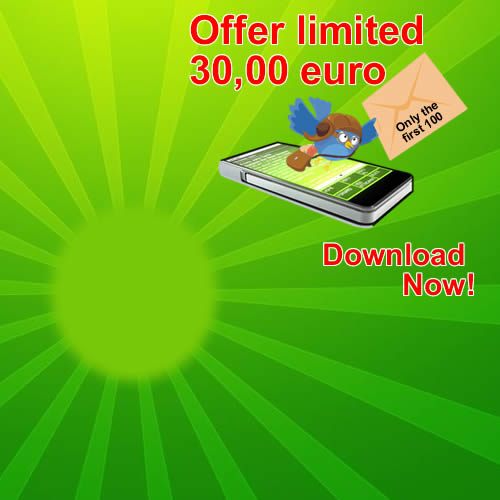 Offer limited
30,00 euro
Only the
first 100
Download
Now!